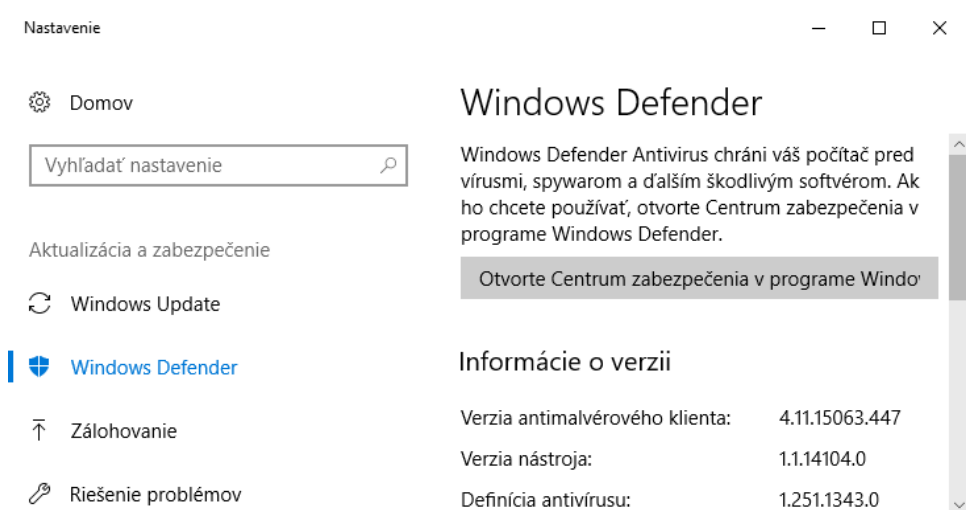 Nastavenie
Domov
Vyhľadať nastavenie
Aktualizácia a zabezpečenie
Windows Update
Windows Defender
Zálohovanie
Riešenie problémov
Windows Defender
Windows Defender Antivirus chráni váš počítač pred
vírusmi, spywarom a ďalším škodlivým softvérom. Ak
ho chcete používať, otvorte Centrum zabezpečenia v
programe Windows Defender.
Otvorte Centrum zabezpečenia v programe Windo
Informácie o verzii
Verzia antimalvérového klienta: 4.11.15063.447
Verzia nástroja: 1.1.14104.0
Definícia antivírusu: 1.251.1343.0